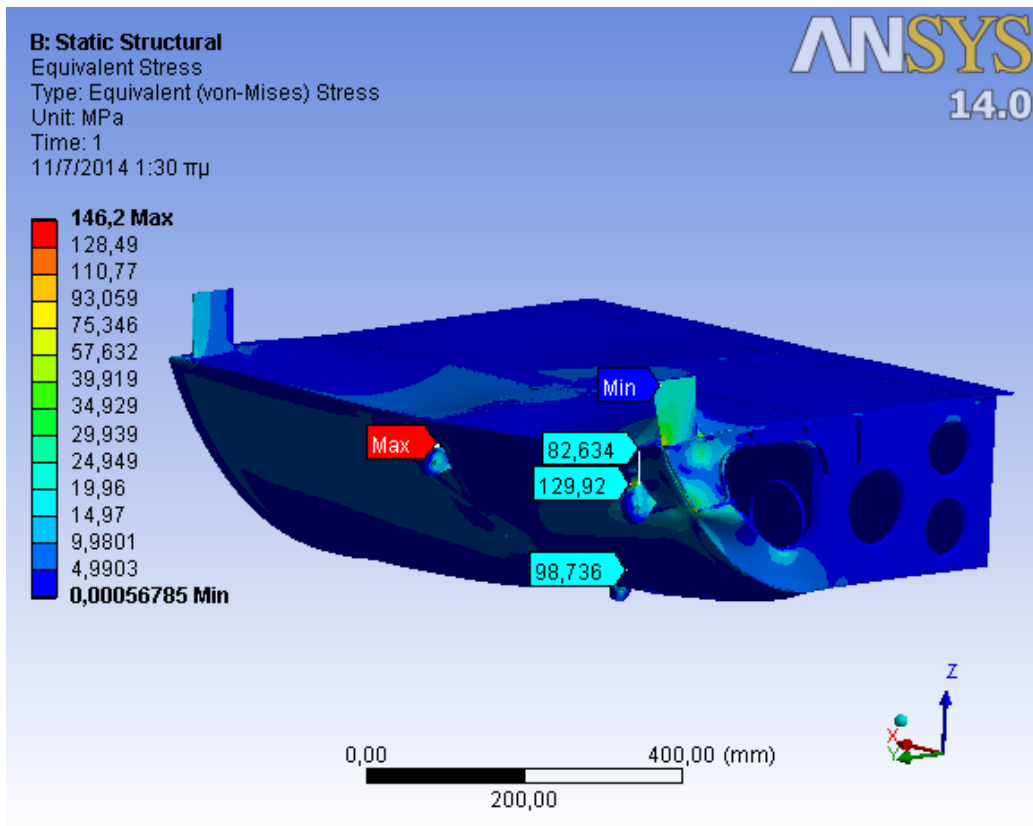 B: Static Structural
Equivalent Stress
Type: Equivalent (von-Mises) Stress
Unit: MPa
Time: 1
11/7/2014 1:30 πμ
ANSYS
14.0
146,2 Max
128,49
110,77
93,059
75,346
57,632
39,919
34,929
29,939
24,949
19,96
14,97
9,9801
4,9903
0,00056785 Min
Min
Max
82,634
129,92
98,736
Z
X
Y
0,00
400,00 (mm)
200,00